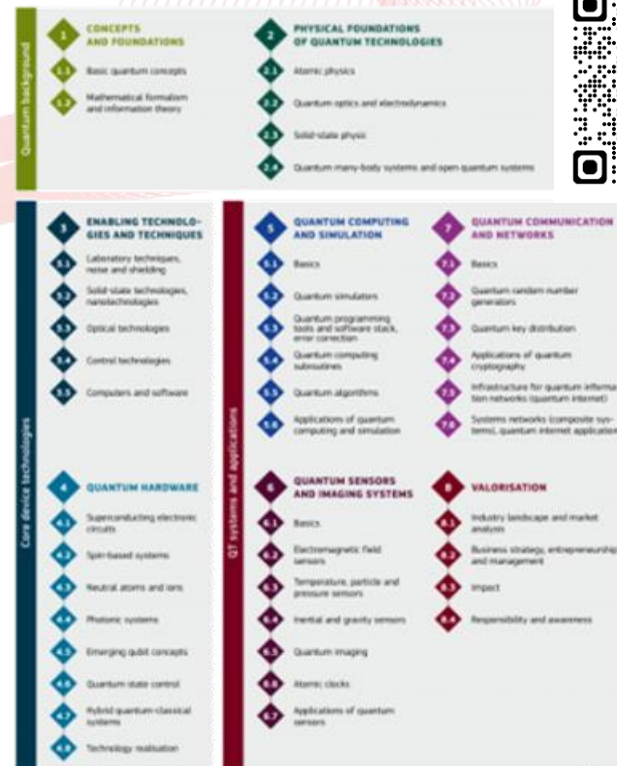 Quantum background
1
CONCEPTS
AND FOUNDATIONS
1.1
Basic quantum concepts
1.2
Mathematical formalism
and information theory
2
PHYSICAL FOUNDATIONS
OF QUANTUM TECHNOLOGIES
2.1
Atomic physics
2.2
Quantum optics and electrodynamics
2.3
Solid-state physic
2.4
Quantum many-body systems and open quantum systems
Core device technologies
3
ENABLING TECHNOLO-
GIES AND TECHNIQUES
3.1
Laboratory techniques,
noise and shielding
3.2
Solid-state technologies,
nanotechnologies
3.3
Optical technologies
3.4
Control technologies
3.5
Computers and software
4
QUANTUM HARDWARE
4.1
Superconducting electronic
circuits
4.2
Spin-based systems
4.3
Neutral atoms and ions
4.4
Photonic systems
4.5
Emerging qubit concepts
4.6
Quantum state control
4.7
Hybrid quantum-classical
systems
4.8
Technology realisation
QT systems and applications
5
QUANTUM COMPUTING
AND SIMULATION
5.1
Basics
5.2
Quantum simulators
5.3
Quantum programming
tools and software stack,
error correction
5.4
Quantum computing
subroutines
5.5
Quantum algorithms
5.6
Applications of quantum
computing and simulation
6
QUANTUM SENSORS
AND IMAGING SYSTEMS
6.1
Basics
6.2
Electromagnetic field
sensors
6.3
Temperature, particle and
pressure sensors
6.4
Inertial and gravity sensors
6.5
Quantum imaging
6.6
Atomic clocks
6.7
Applications of quantum
sensors
7
QUANTUM COMMUNICATION
AND NETWORKS
7.1
Basics
7.2
Quantum random number
generators
7.3
Quantum key distribution
7.4
Applications of quantum
cryptography
7.5
Infrastructure for quantum informa-
tion networks (quantum internet)
7.6
Systems networks (composite sys-
tems), quantum internet application
8
VALORISATION
8.1
Industry landscape and market
analysis
8.2
Business strategy, entrepreneurship
and management
8.3
Impact
8.4
Responsibility and awareness